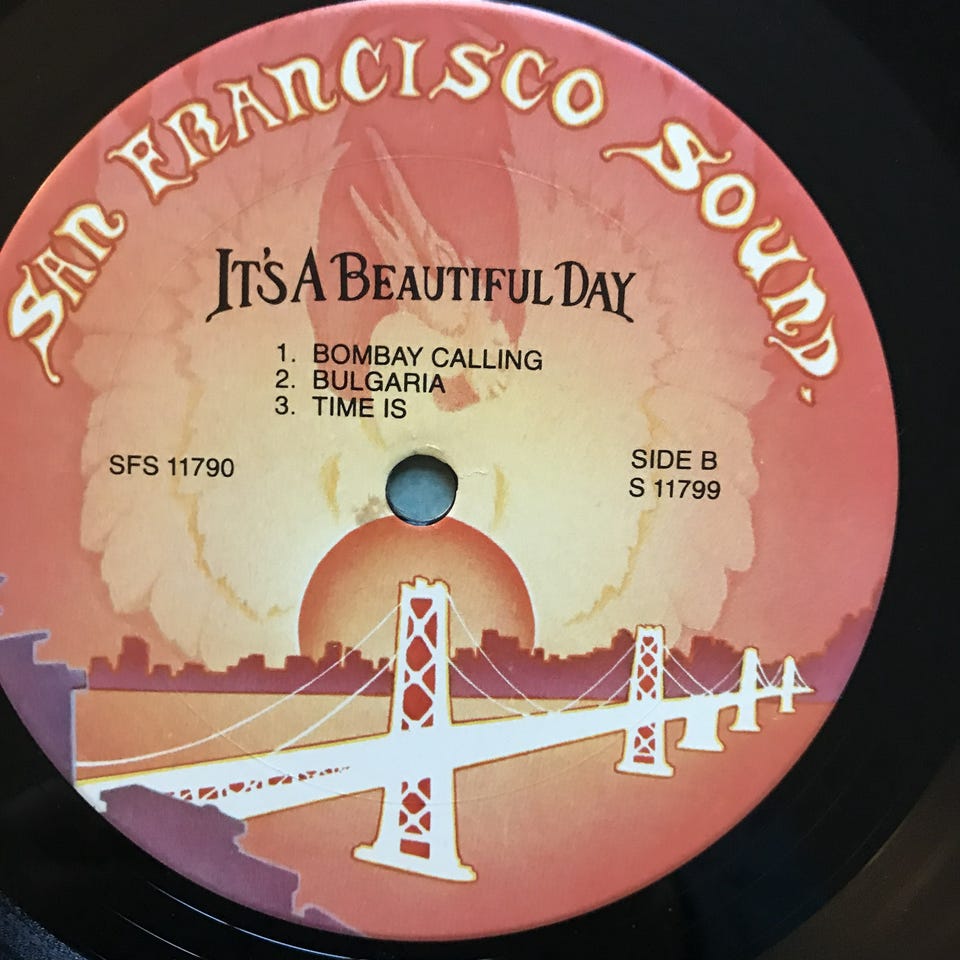 SAN FRANCISCO SOUND.
IT'S A BEAUTIFUL DAY
1. BOMBAY CALLING
2. BULGARIA
3. TIME IS
SFS 11790
SIDE B
S 11799